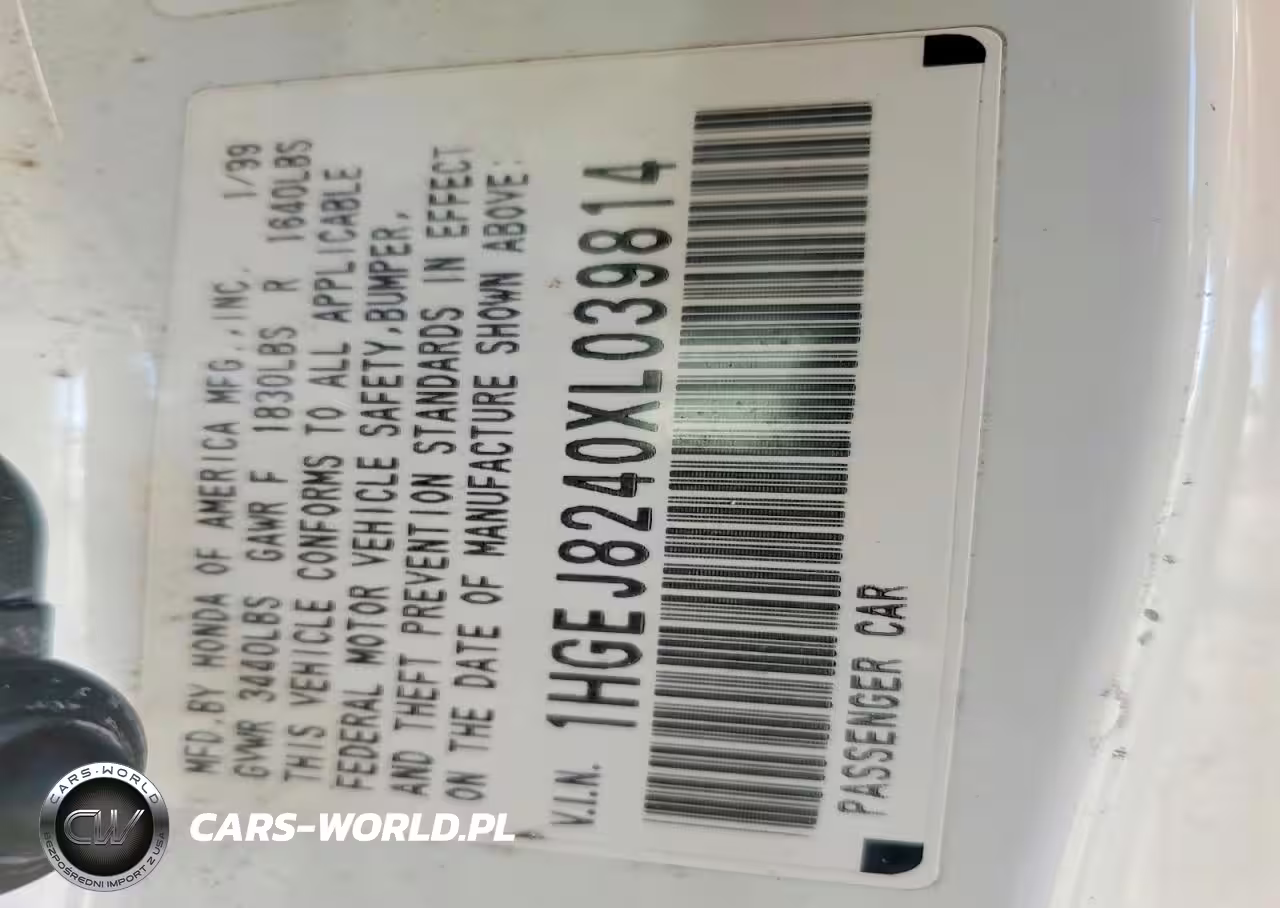 MFD.BY HONDA OF AMERICA MFG.,INC. 1/99
GVWR 3440LBS GAWR F 1830LBS R 1640LBS
THIS VEHICLE CONFORMS TO ALL APPLICABLE
FEDERAL MOTOR VEHICLE SAFETY,BUMPER,
AND THEFT PREVENTION STANDARDS IN EFFECT
ON THE DATE OF MANUFACTURE SHOWN ABOVE:
V.I.N. 1HGEJ8240XL039814
PASSENGER CAR
CARS-WORLD
CW
BEZPOŚREDNI IMPORT Z USA
CARS-WORLD.PL